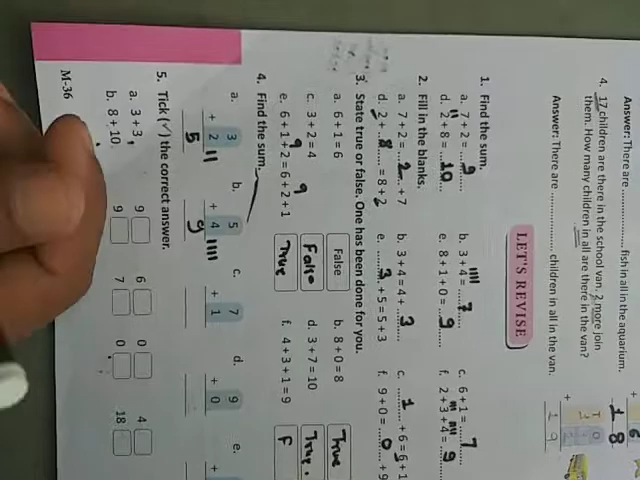 Answer: There are .......... fish in all in the aquarium.
4. 17 children are there in the school van. 2 more join
them. How many children in all are there in the van?
Answer: There are .......... children in all in the van.
LET'S REVISE
1. Find the sum.
a. 7 + 2 = 9 b. 3 + 4 = 7 c. 6 + 1 = 7
d. 2 + 8 = 10 e. 8 + 1 + 0 = 9 f. 2 + 3 + 4 = 9
2. Fill in the blanks.
a. 7 + 2 = 2 + 7 b. 3 + 4 = 4 + 3 c. 1 + 6 = 6 + 1
d. 2 + 8 = 8 + 2 e. 3 + 5 = 5 + 3 f. 9 + 0 = 0 + 9
3. State true or false. One has been done for you.
a. 6 + 1 = 6 False b. 8 + 0 = 8 True
c. 3 + 2 = 4 False d. 3 + 7 = 10 True.
e. 6 + 1 + 2 = 6 + 2 + 1 True f. 4 + 3 + 1 = 9 F
9 9
4. Find the sum.
a. 3 b. 5 c. 7 d. 9 e.
+ 2 + 4 + 1 + 0 +
5 9
5. Tick (✓) the correct answer.
a. 3 + 3 9 6 0 4
b. 8 + 10 9 7 0 18
M-36